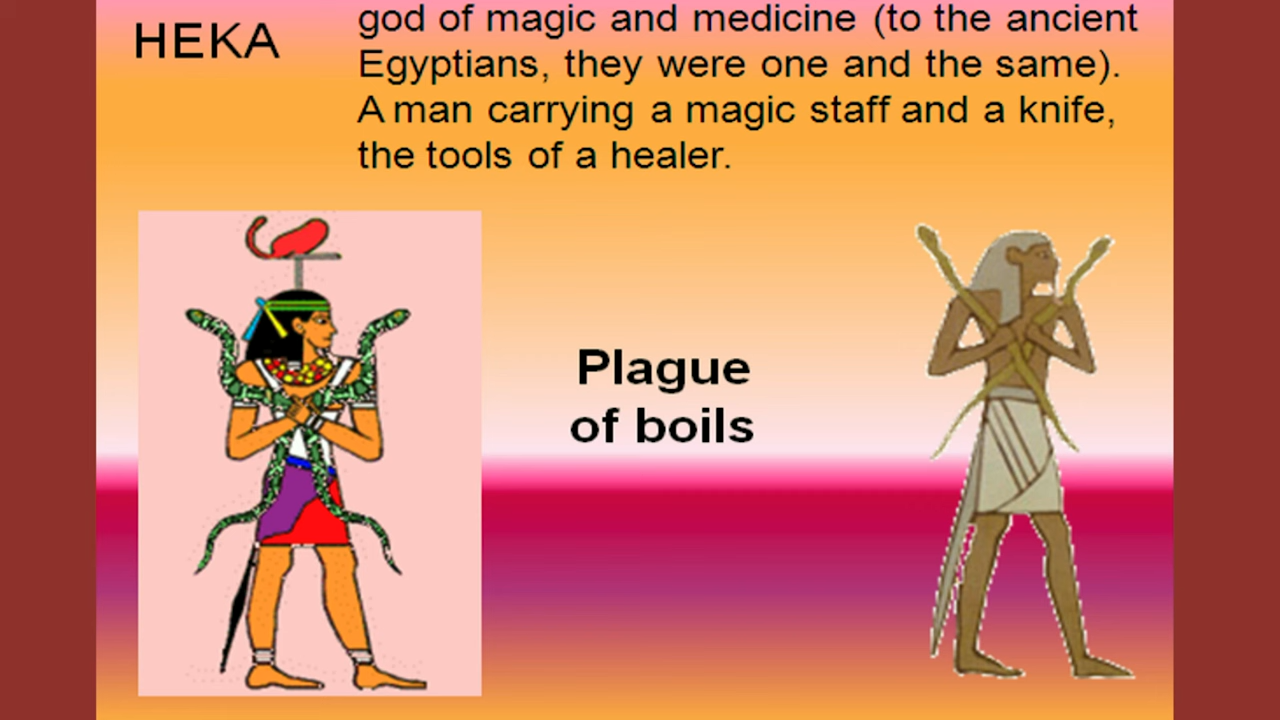 HEKA
god of magic and medicine (to the ancient
Egyptians, they were one and the same).
A man carrying a magic staff and a knife,
the tools of a healer.
Plague
of boils